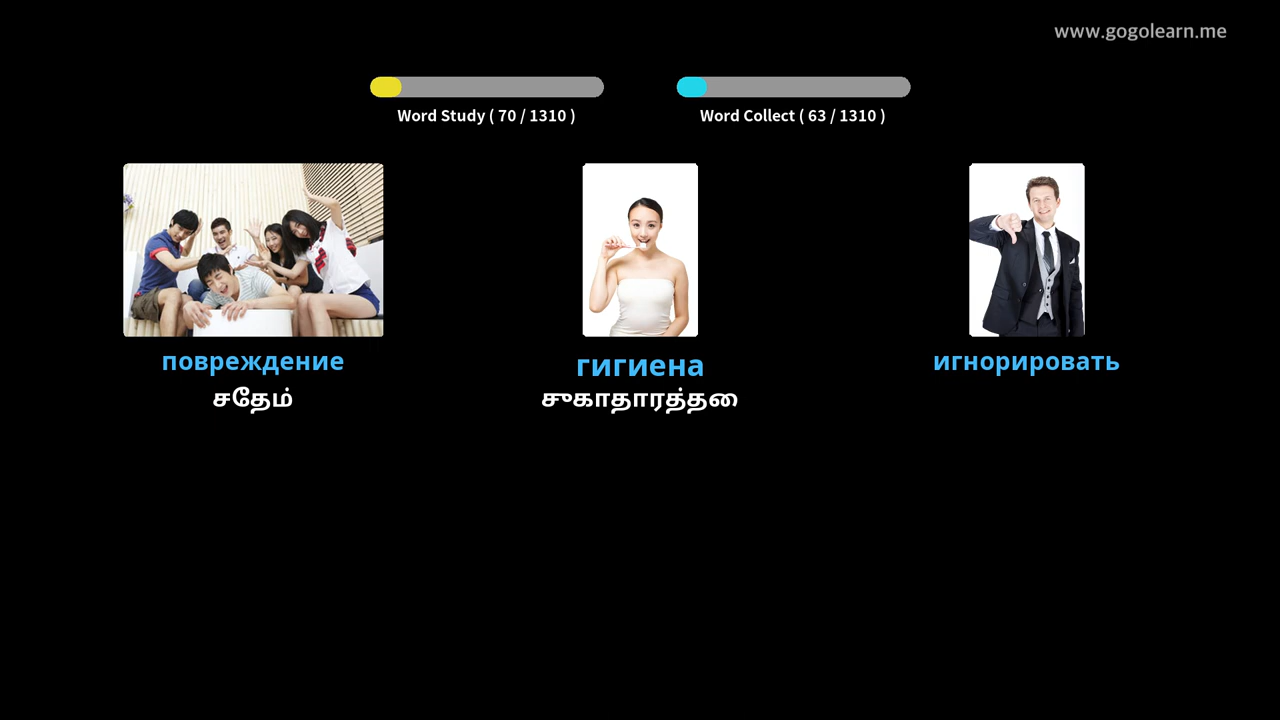 www.gogolearn.me
Word Study ( 70 / 1310 )
Word Collect ( 63 / 1310 )
повреждение
சதேம்
гигиена
சுகாதாரத்தை
игнорировать